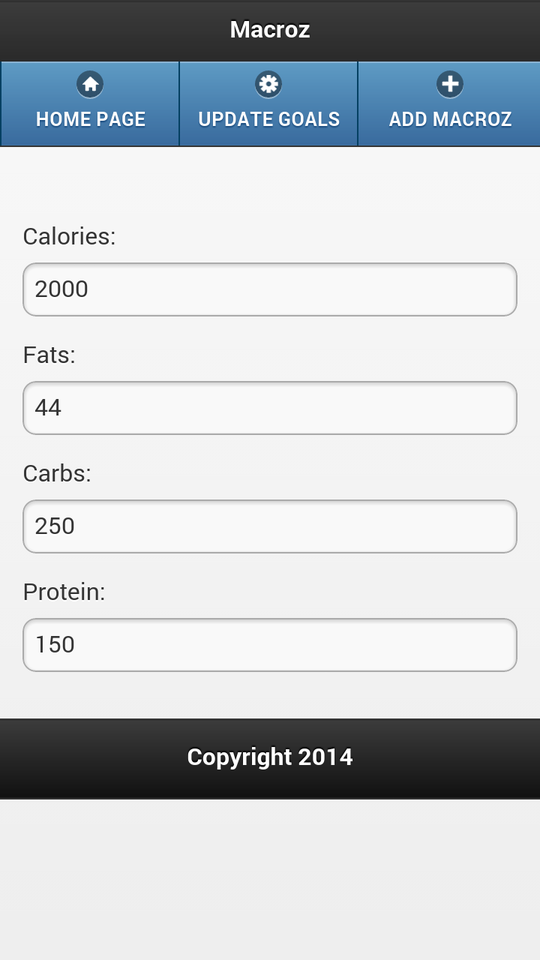 Macroz
HOME PAGE UPDATE GOALS ADD MACROZ
Calories:
2000
Fats:
44
Carbs:
250
Protein:
150
Copyright 2014